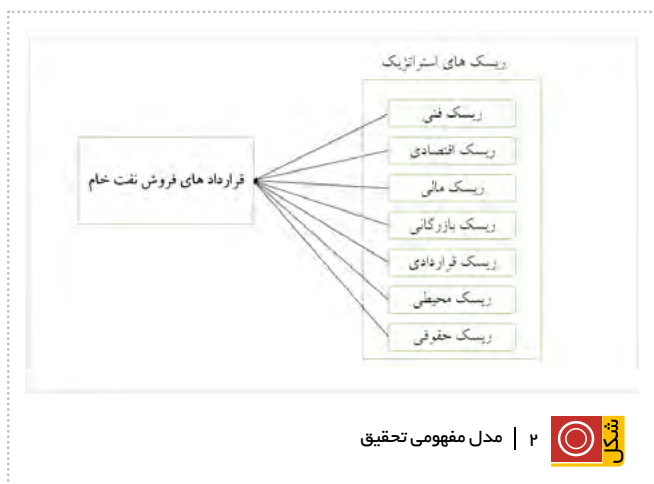 ریسک های استراتژیک
ریسک فنی
ریسک اقتصادی
ریسک مالی
ریسک بازرگانی
ریسک قراردادی
ریسک محیطی
ریسک حقوقی
قرارداد های فروش نفت خام
شکل ۲ | مدل مفهومی تحقیق